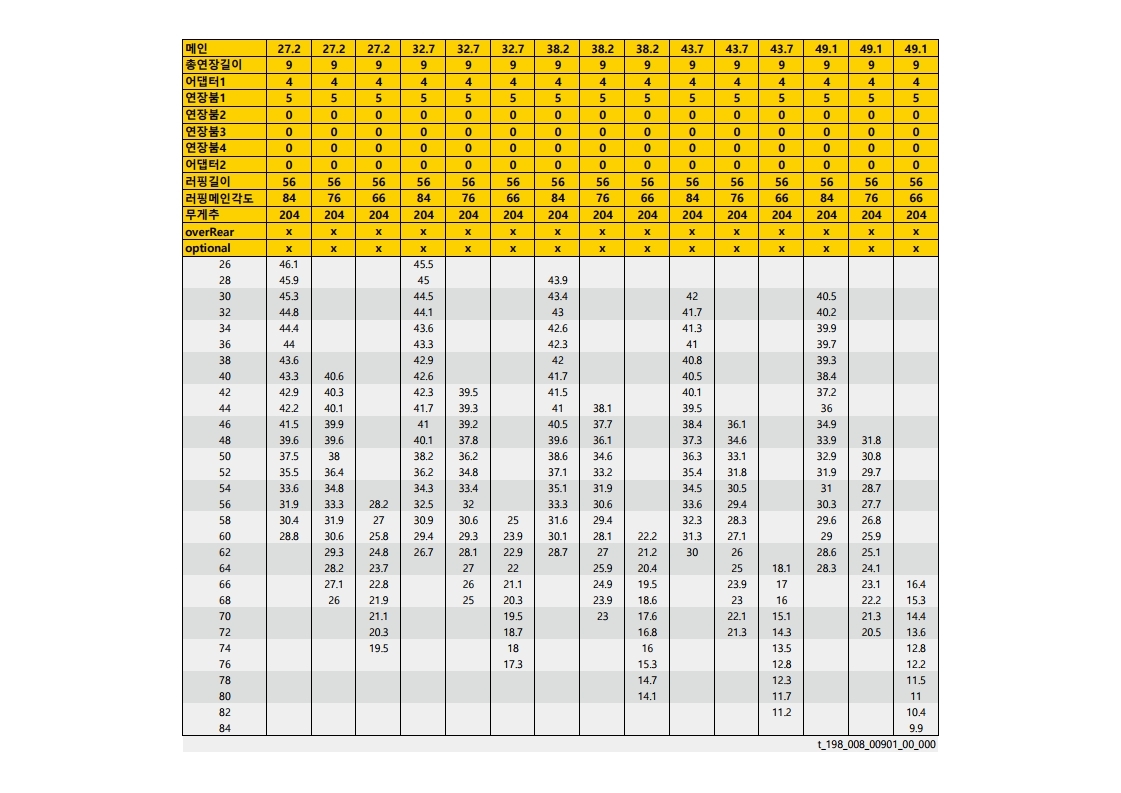 메인 27.2 27.2 27.2 32.7 32.7 32.7 38.2 38.2 38.2 43.7 43.7 43.7 49.1 49.1 49.1
총연장길이 9 9 9 9 9 9 9 9 9 9 9 9 9 9 9
어댑터1 4 4 4 4 4 4 4 4 4 4 4 4 4 4 4
연장붐1 5 5 5 5 5 5 5 5 5 5 5 5 5 5 5
연장붐2 0 0 0 0 0 0 0 0 0 0 0 0 0 0 0
연장붐3 0 0 0 0 0 0 0 0 0 0 0 0 0 0 0
연장붐4 0 0 0 0 0 0 0 0 0 0 0 0 0 0 0
어댑터2 0 0 0 0 0 0 0 0 0 0 0 0 0 0 0
러핑길이 56 56 56 56 56 56 56 56 56 56 56 56 56 56 56
러핑메인각도 84 76 66 84 76 66 84 76 66 84 76 66 84 76 66
무게추 204 204 204 204 204 204 204 204 204 204 204 204 204 204 204
overRear x x x x x x x x x x x x x x x
optional x x x x x x x x x x x x x x x
26 46.1 45.5
28 45.9 45 43.9
30 45.3 44.5 43.4 42 40.5
32 44.8 44.1 43 41.7 40.2
34 44.4 43.6 42.6 41.3 39.9
36 44 43.3 42.3 41 39.7
38 43.6 42.9 42 40.8 39.3
40 43.3 40.6 42.6 41.7 40.5 38.4
42 42.9 40.3 42.3 39.5 41.5 40.1 37.2
44 42.2 40.1 41.7 39.3 41 38.1 39.5 36
46 41.5 39.9 41 39.2 40.5 37.7 38.4 36.1 34.9
48 39.6 39.6 40.1 37.8 39.6 36.1 37.3 34.6 33.9 31.8
50 37.5 38 38.2 36.2 38.6 34.6 36.3 33.1 32.9 30.8
52 35.5 36.4 36.2 34.8 37.1 33.2 35.4 31.8 31.9 29.7
54 33.6 34.8 34.3 33.4 35.1 31.9 34.5 30.5 31 28.7
56 31.9 33.3 28.2 32.5 32 33.3 30.6 33.6 29.4 30.3 27.7
58 30.4 31.9 27 30.9 30.6 25 31.6 29.4 32.3 28.3 29.6 26.8
60 28.8 30.6 25.8 29.4 29.3 23.9 30.1 28.1 22.2 31.3 27.1 29 25.9
62 29.3 24.8 26.7 28.1 22.9 28.7 27 21.2 30 26 28.6 25.1
64 28.2 23.7 27 22 25.9 20.4 25 18.1 28.3 24.1
66 27.1 22.8 26 21.1 24.9 19.5 23.9 17 23.1 16.4
68 26 21.9 25 20.3 23.9 18.6 23 16 22.2 15.3
70 21.1 19.5 23 17.6 22.1 15.1 21.3 14.4
72 20.3 18.7 16.8 21.3 14.3 20.5 13.6
74 19.5 18 16 13.5 12.8
76 17.3 15.3 12.8 12.2
78 14.7 12.3 11.5
80 14.1 11.7 11
82 11.2 10.4
84 9.9
t_198_008_00901_00_000